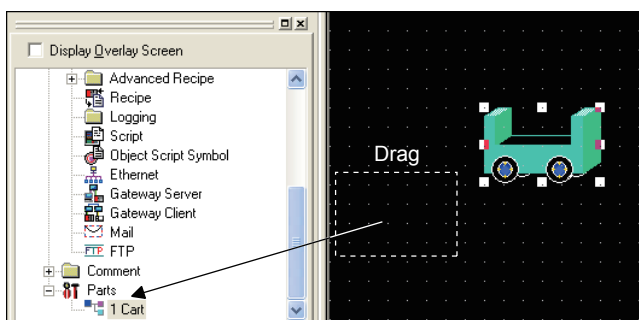 Display Overlay Screen
Advanced Recipe
Recipe
Logging
Script
Object Script Symbol
Ethernet
Gateway Server
Gateway Client
Mail
FTP FTP
Comment
Parts
1 Cart
Drag